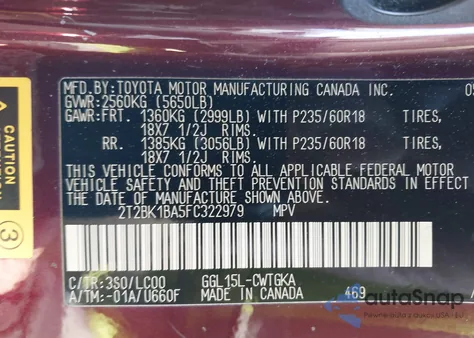 MFD.BY:TOYOTA MOTOR MANUFACTURING CANADA INC.
GVWR:2560KG (5650LB)
GAWR:FRT. 1360KG (2999LB) WITH P235/60R18 TIRES,
18X7 1/2J RIMS.
RR. 1385KG (3056LB) WITH P235/60R18 TIRES,
18X7 1/2J RIMS.
THIS VEHICLE CONFORMS TO ALL APPLICABLE FEDERAL MOTOR
VEHICLE SAFETY AND THEFT PREVENTION STANDARDS IN EFFECT ON
THE DATE OF MANUFACTURE SHOWN ABOVE.
2T2BK1BA5FC322979 MPV
C/TR:3S0/LC00 GGL15L-CWTGKA
A/TM:-01A/U660F MADE IN CANADA 469
CAUTION
3
autoSnap